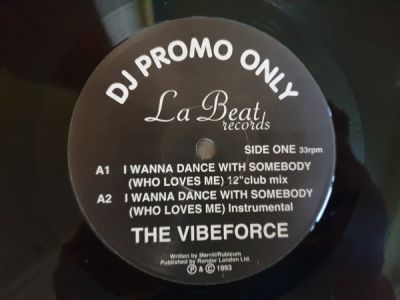 DJ PROMO ONLY
La Beat
records
SIDE ONE 33rpm
A1 I WANNA DANCE WITH SOMEBODY
(WHO LOVES ME) 12"club mix
A2 I WANNA DANCE WITH SOMEBODY
(WHO LOVES ME) Instrumental
THE VIBEFORCE
Written by Merrill/Rubicum
Published by Rondor London Ltd.
℗ & © 1993